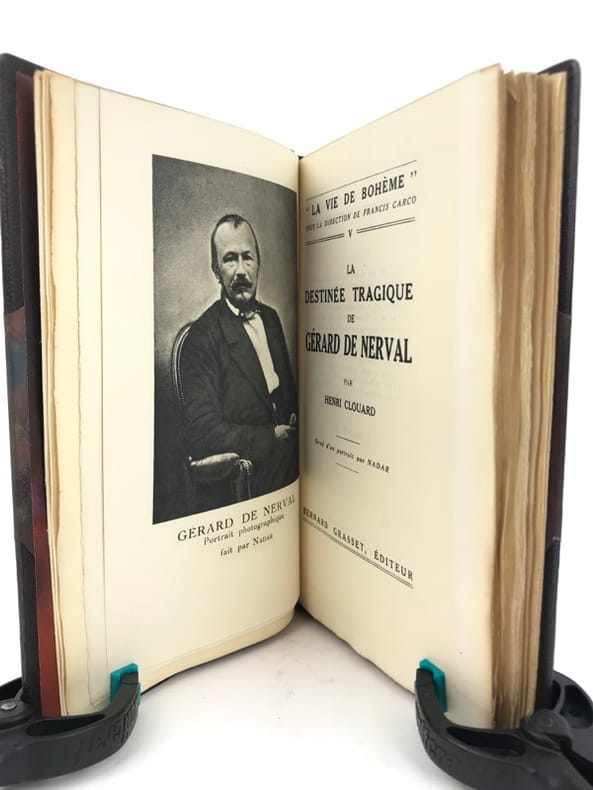 GÉRARD DE NERVAL
Portrait photographique
fait par NADAR
"LA VIE DE BOHÈME"
SOUS LA DIRECTION DE FRANCIS CARCO
V
LA
DESTINÉE TRAGIQUE
DE
GÉRARD DE NERVAL
PAR
HENRI CLOUARD
Orné d'un portrait par NADAR
BERNARD GRASSET, ÉDITEUR